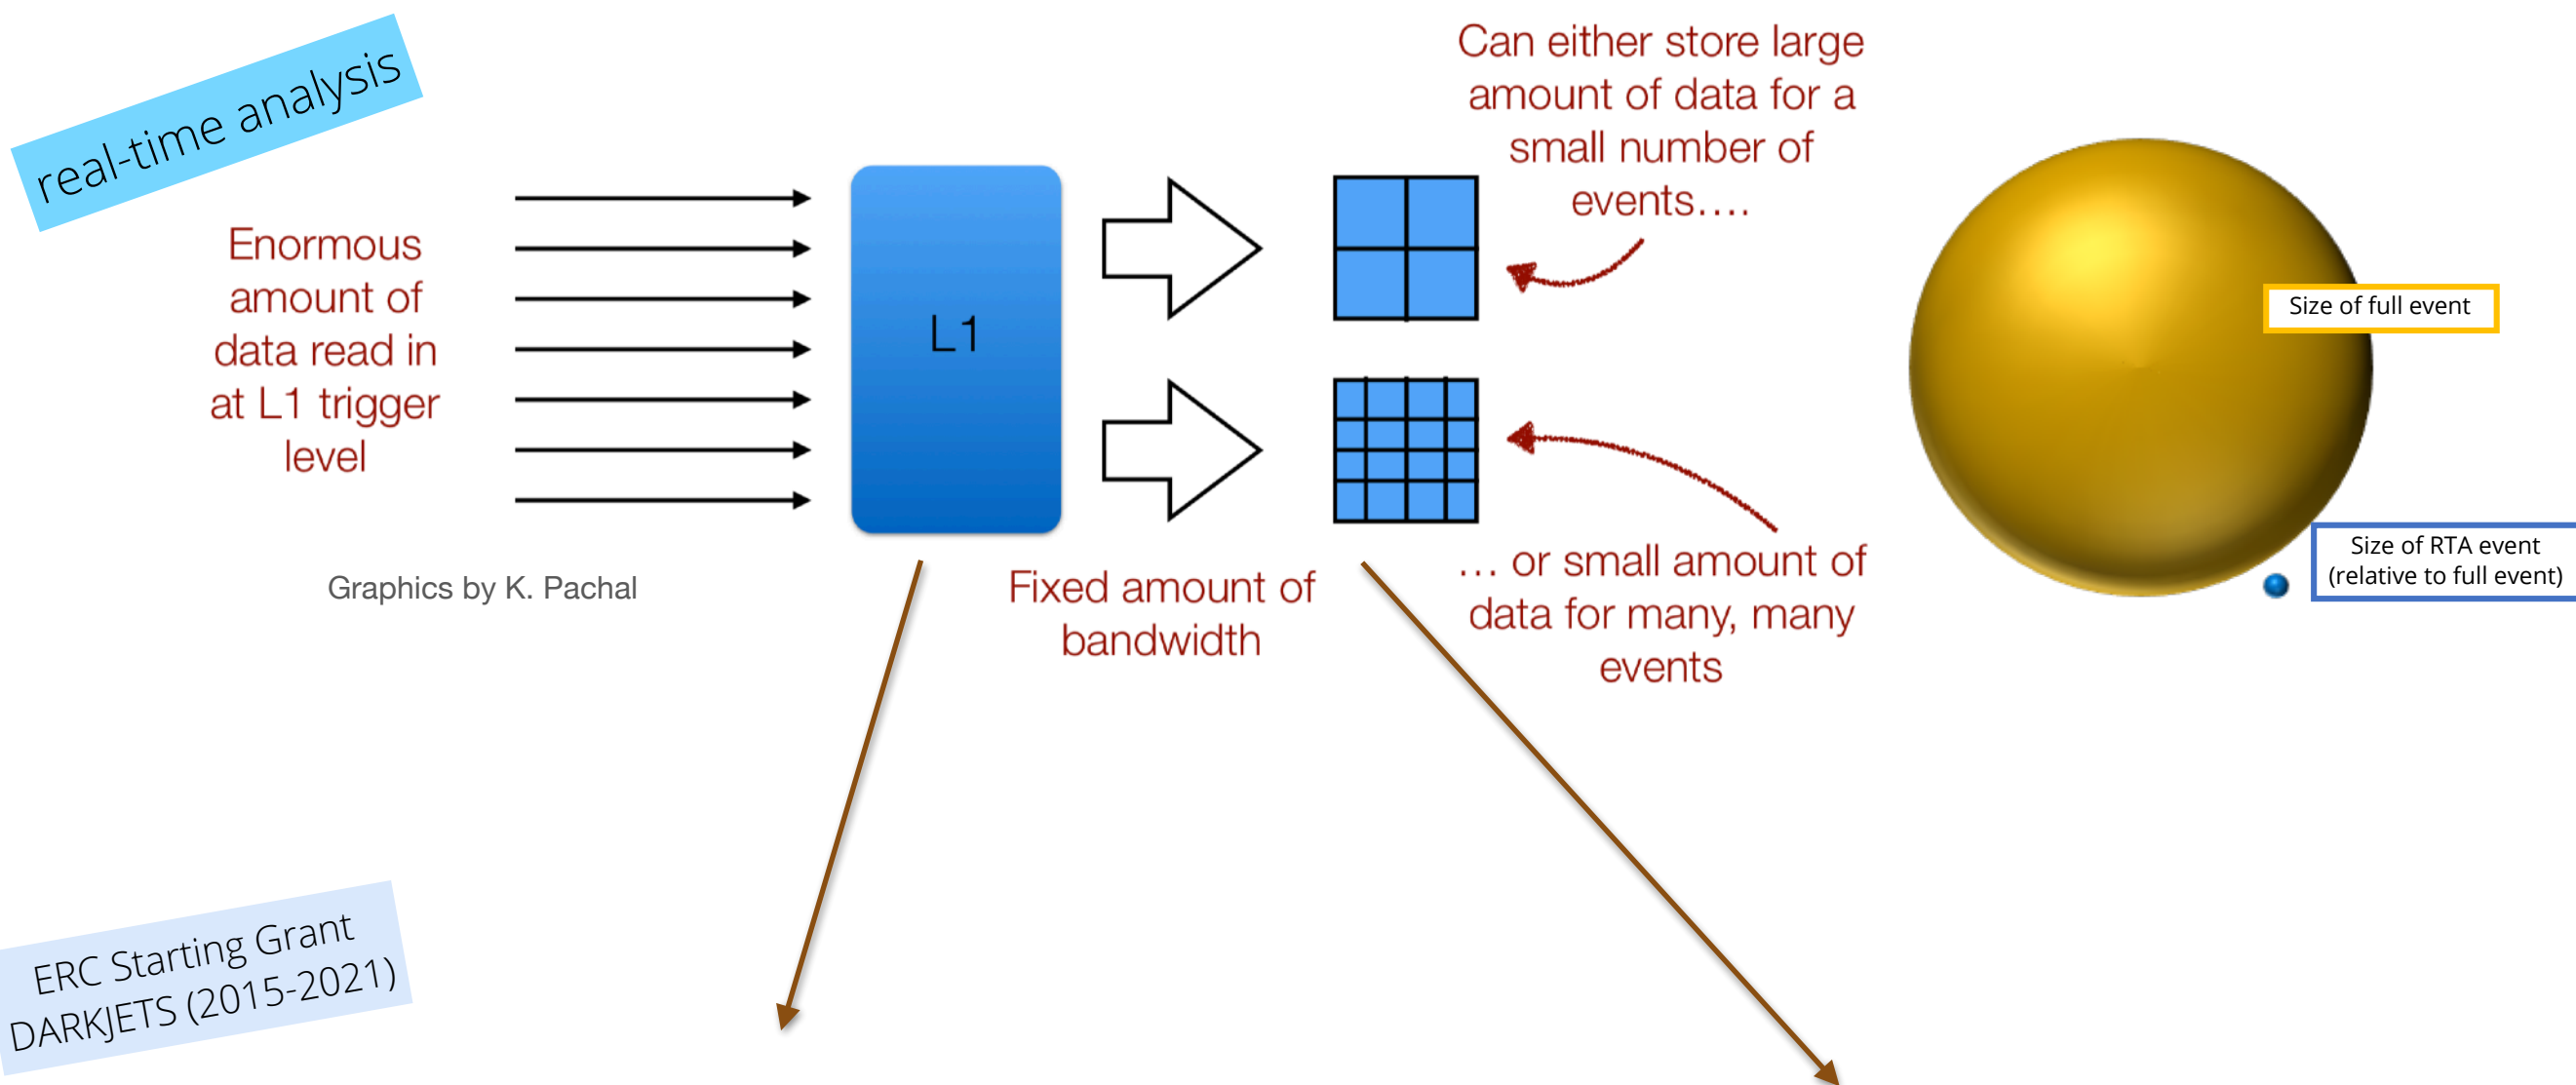 real-time analysis
Enormous
amount of
data read in
at L1 trigger
level
L1
Can either store large
amount of data for a
small number of
events....
Size of full event
Size of RTA event
(relative to full event)
Graphics by K. Pachal
Fixed amount of
bandwidth
... or small amount of
data for many, many
events
ERC Starting Grant
DARKJETS (2015-2021)